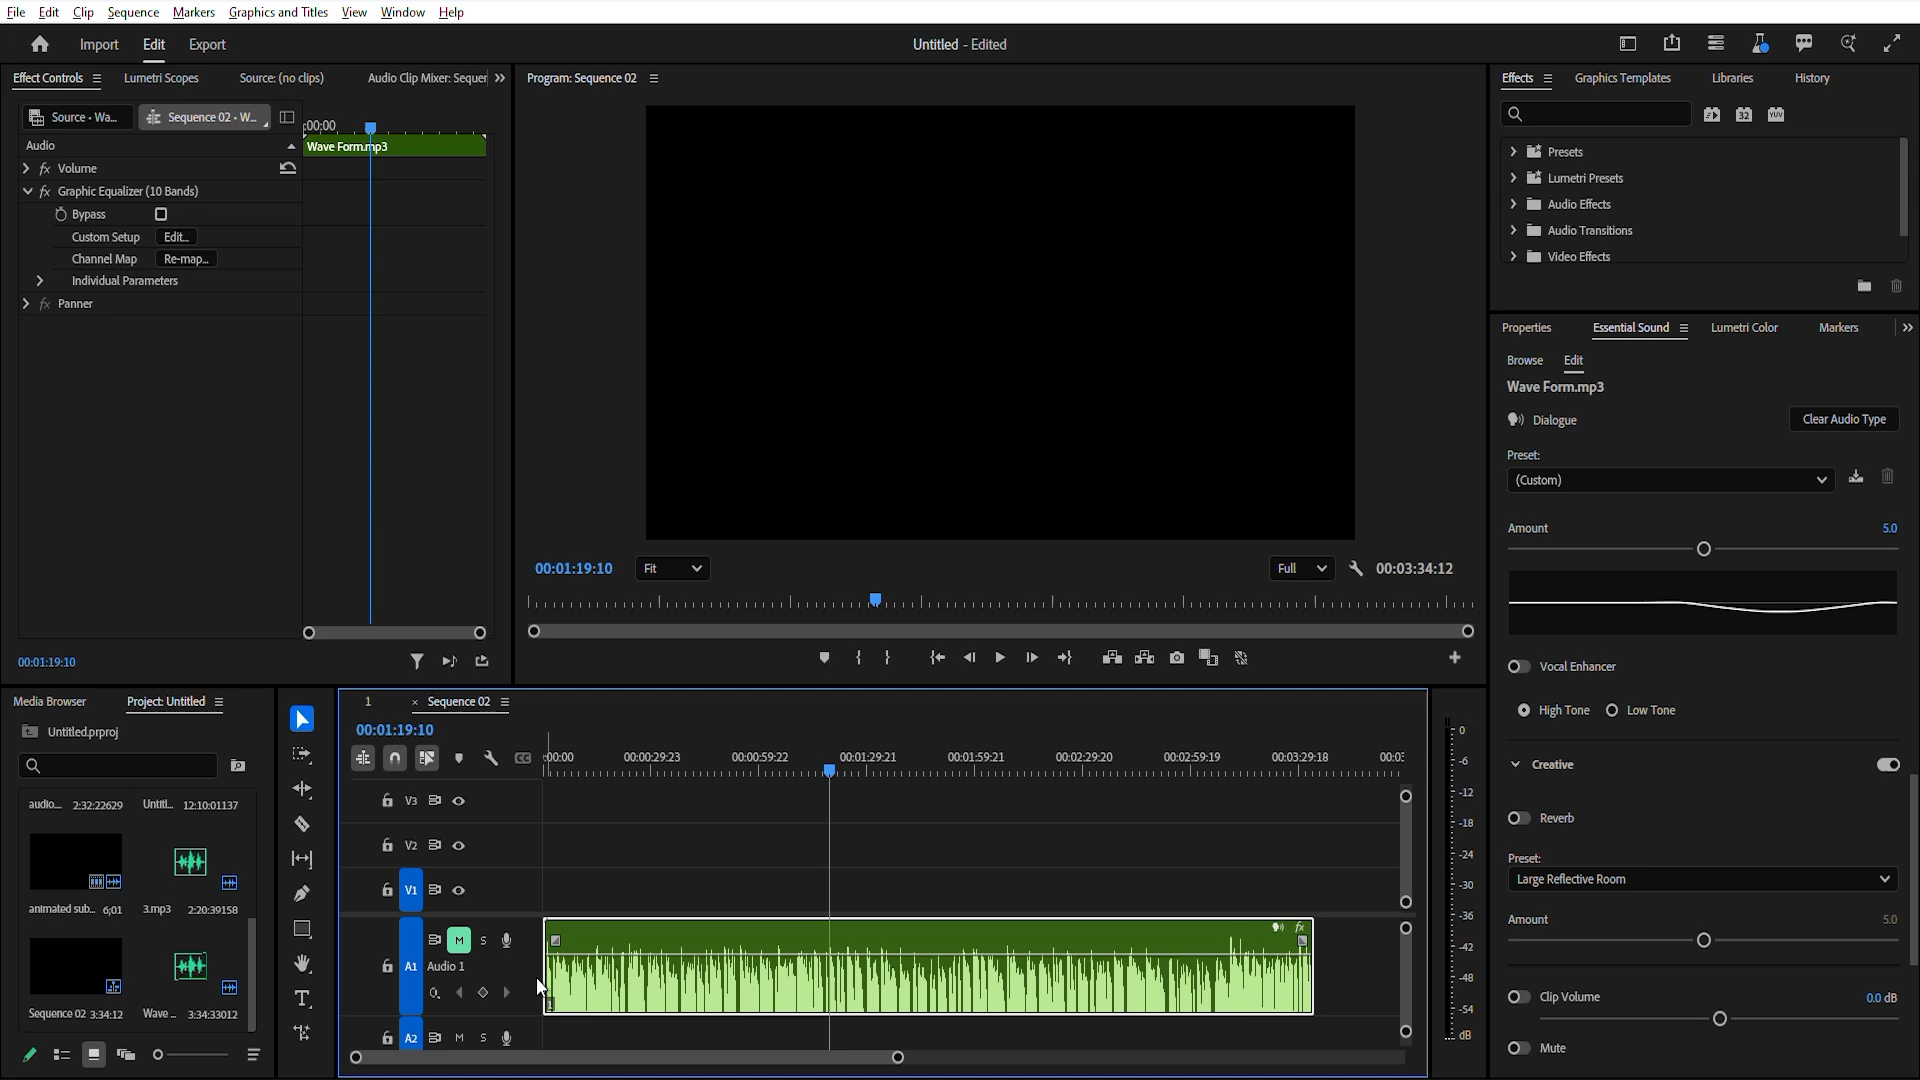 File Edit Clip Sequence Markers Graphics and Titles View Window Help
Import Edit Export
Untitled - Edited
Effect Controls Lumetri Scopes Source: (no clips) Audio Clip Mixer: Sequer
Source • Wa... Sequence 02 • W...
:00:00
Audio
Wave Form.mp3
fx Volume
fx Graphic Equalizer (10 Bands)
Bypass
Custom Setup Edit...
Channel Map Re-map...
Individual Parameters
fx Panner
00:01:19:10
Program: Sequence 02
00:01:19:10 Fit Full 00:03:34:12
Effects Graphics Templates Libraries History
32 YUV
Presets
Lumetri Presets
Audio Effects
Audio Transitions
Video Effects
Properties Essential Sound Lumetri Color Markers
Browse Edit
Wave Form.mp3
Dialogue Clear Audio Type
Preset:
(Custom)
Amount 5.0
Vocal Enhancer
High Tone Low Tone
Creative
Reverb
Preset:
Large Reflective Room
Amount 5.0
Clip Volume 0.0 dB
Mute
Media Browser Project: Untitled
Untitled.prproj
audio... 2:32:22629 Untitl... 12:10:01137
animated sub... 6;01 3.mp3 2:20:39158
Sequence 02 3:34:12 Wave ... 3:34:33012
1 × Sequence 02
00:01:19:10
CC :00:00 00:00:29:23 00:00:59:22 00:01:29:21 00:01:59:21 00:02:29:20 00:02:59:19 00:03:29:18 00:03:
V3
V2
V1
M S
A1 Audio 1
fx
A2 M S
0
-6
-12
-18
-24
-30
-36
-42
-48
-54
dB